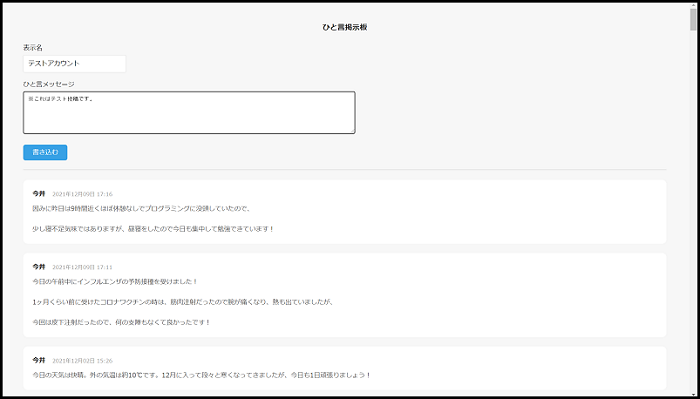 ひと言掲示板
表示名
テストアカウント
ひと言メッセージ
※これはテスト投稿です。
書き込む
今井 2021年12月09日 17:16
因みに昨日は9時間近くほぼ休憩なしでプログラミングに没頭していたので、
少し寝不足気味ではありますが、昼寝をしたので今日も集中して勉強できています！
今井 2021年12月09日 17:11
今日の午前中にインフルエンザの予防接種を受けました！
1ヶ月くらい前に受けたコロナワクチンの時は、筋肉注射だったので腕が痛くなり、熱も出ていましたが、
今回は皮下注射だったので、何の支障もなくて良かったです！
今井 2021年12月02日 15:26
今日の天気は快晴。外の気温は約10℃です。12月に入って段々と寒くなってきましたが、今日も1日頑張りましょう！